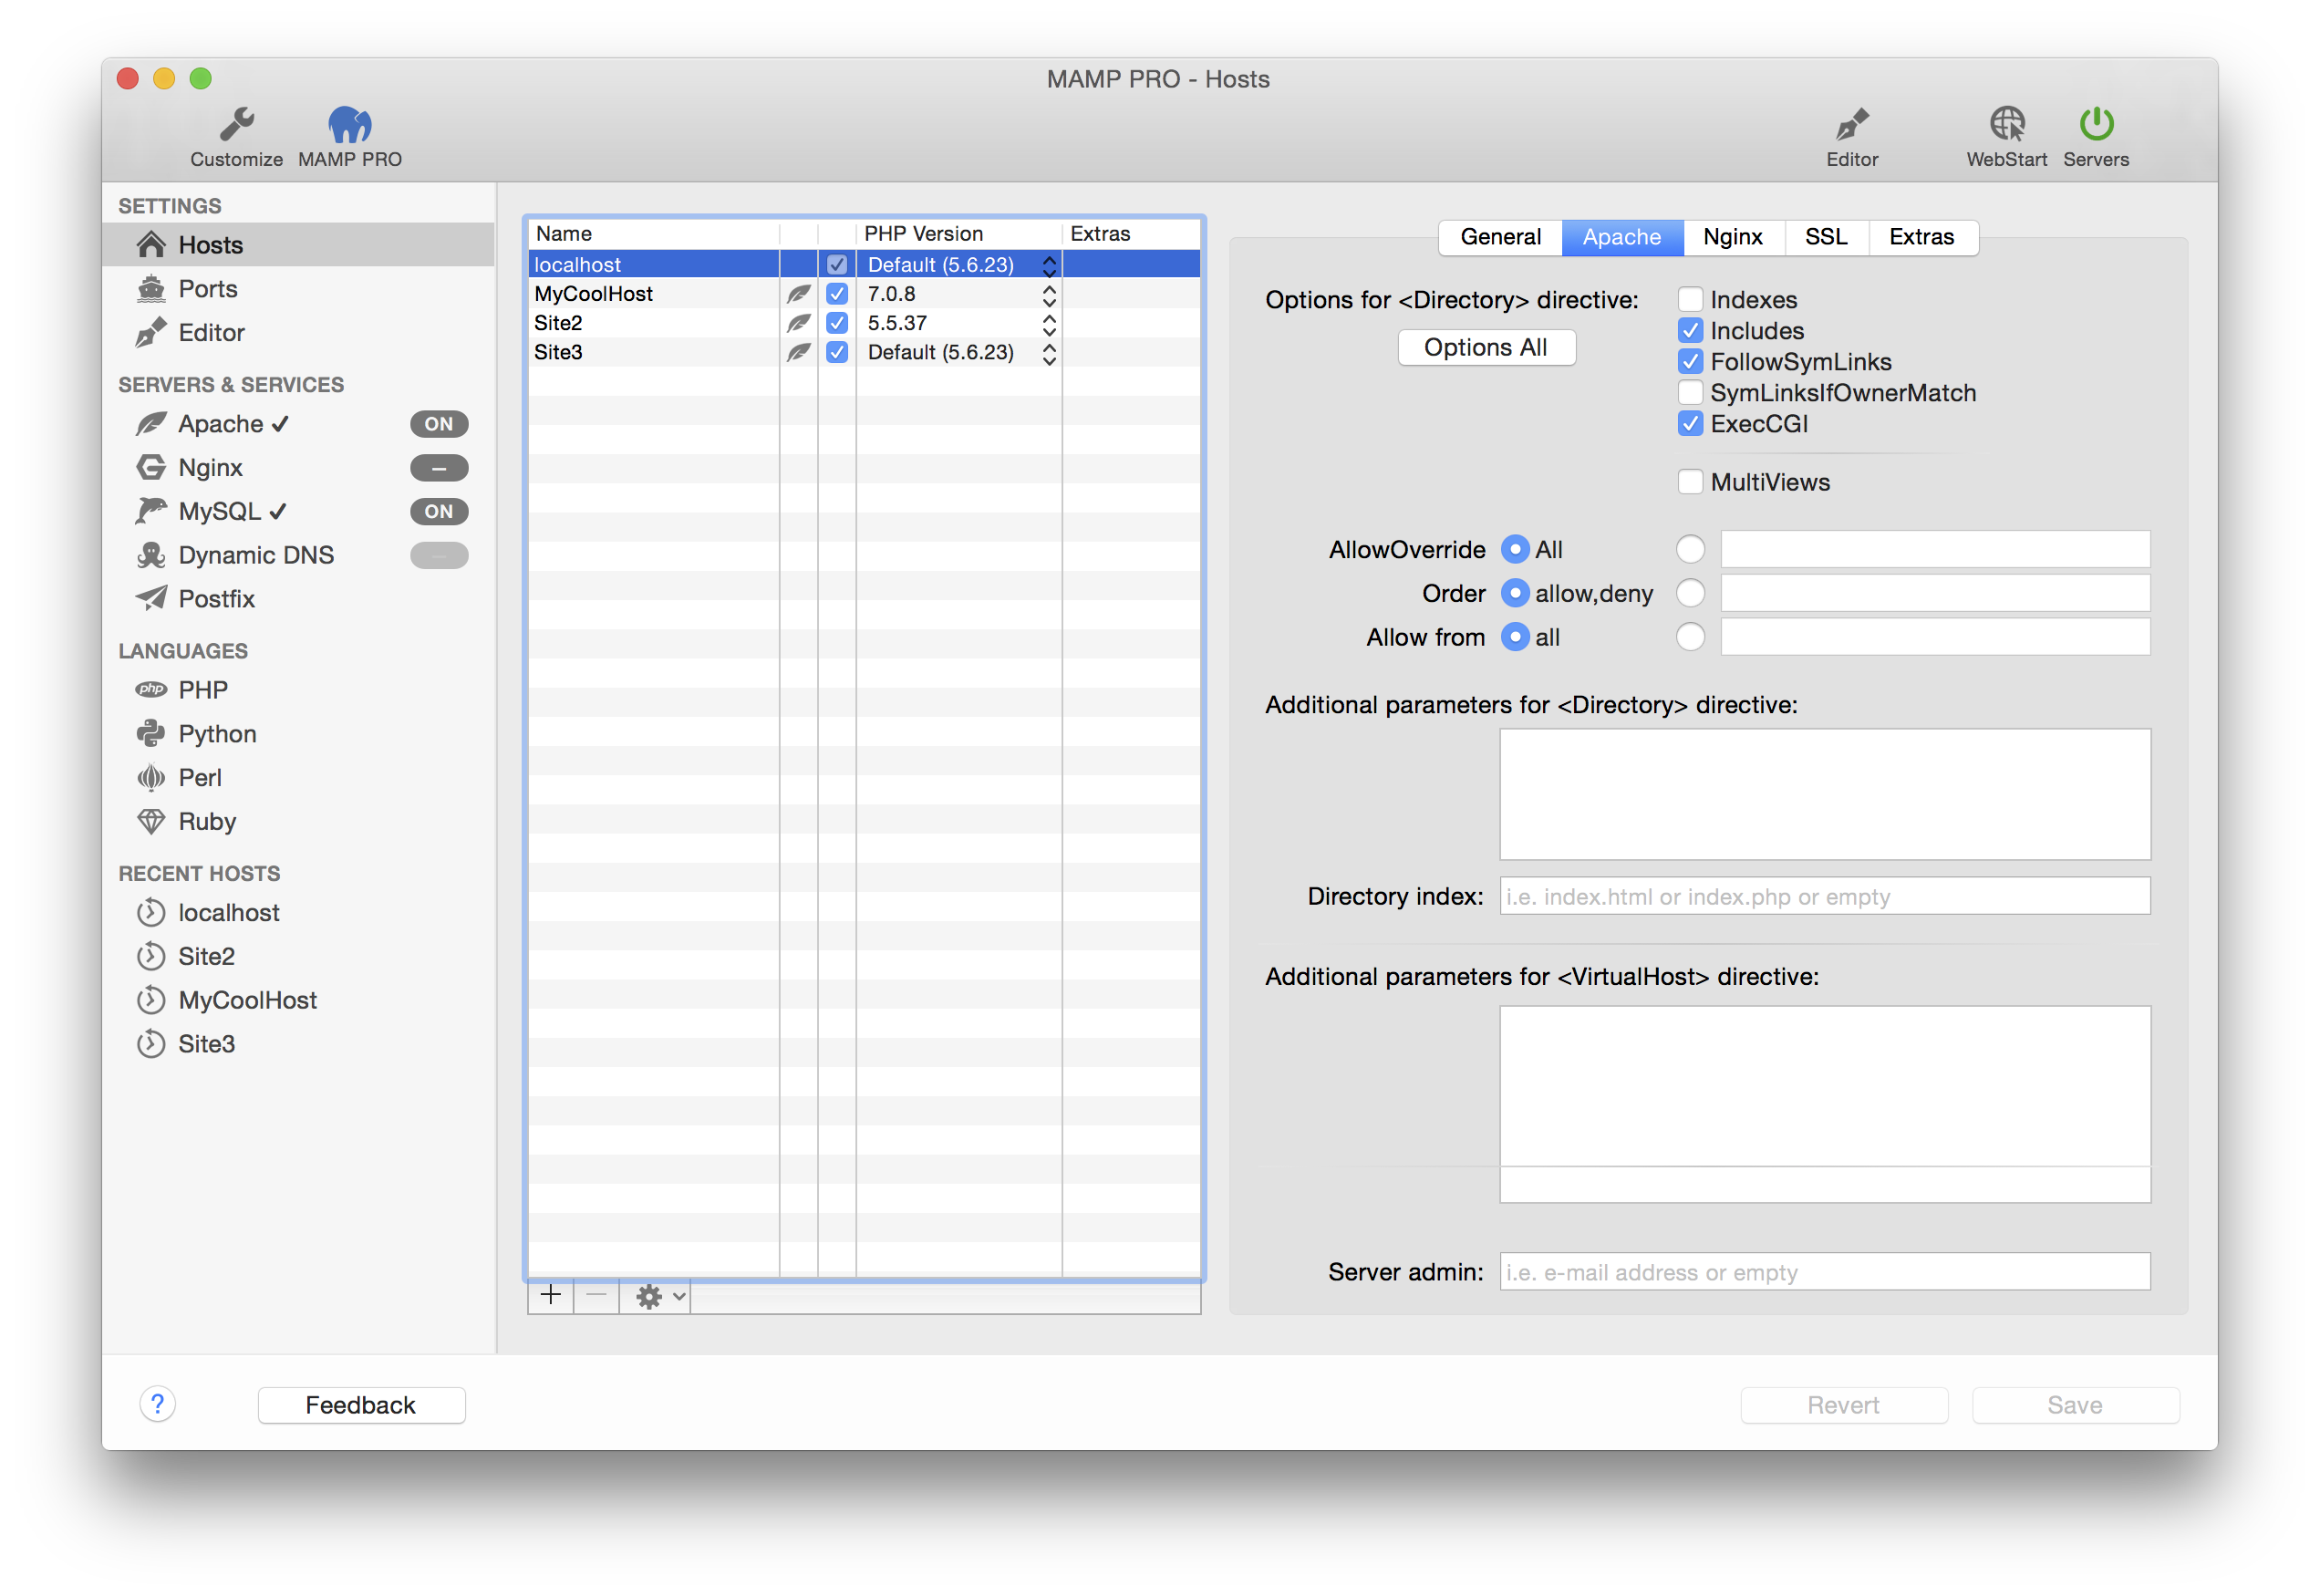 MAMP PRO - Hosts
Customize
MAMP PRO
Editor
WebStart
Servers
SETTINGS
Hosts
Ports
Editor
SERVERS & SERVICES
Apache ✓ ON
Nginx –
MySQL ✓ ON
Dynamic DNS –
Postfix
LANGUAGES
php PHP
Python
Perl
Ruby
RECENT HOSTS
localhost
Site2
MyCoolHost
Site3
Name PHP Version Extras
localhost Default (5.6.23)
MyCoolHost 7.0.8
Site2 5.5.37
Site3 Default (5.6.23)
General Apache Nginx SSL Extras
Options for <Directory> directive:
Options All
Indexes
Includes
FollowSymLinks
SymLinksIfOwnerMatch
ExecCGI
MultiViews
AllowOverride All
Order allow,deny
Allow from all
Additional parameters for <Directory> directive:
Directory index: i.e. index.html or index.php or empty
Additional parameters for <VirtualHost> directive:
Server admin: i.e. e-mail address or empty
? Feedback Revert Save